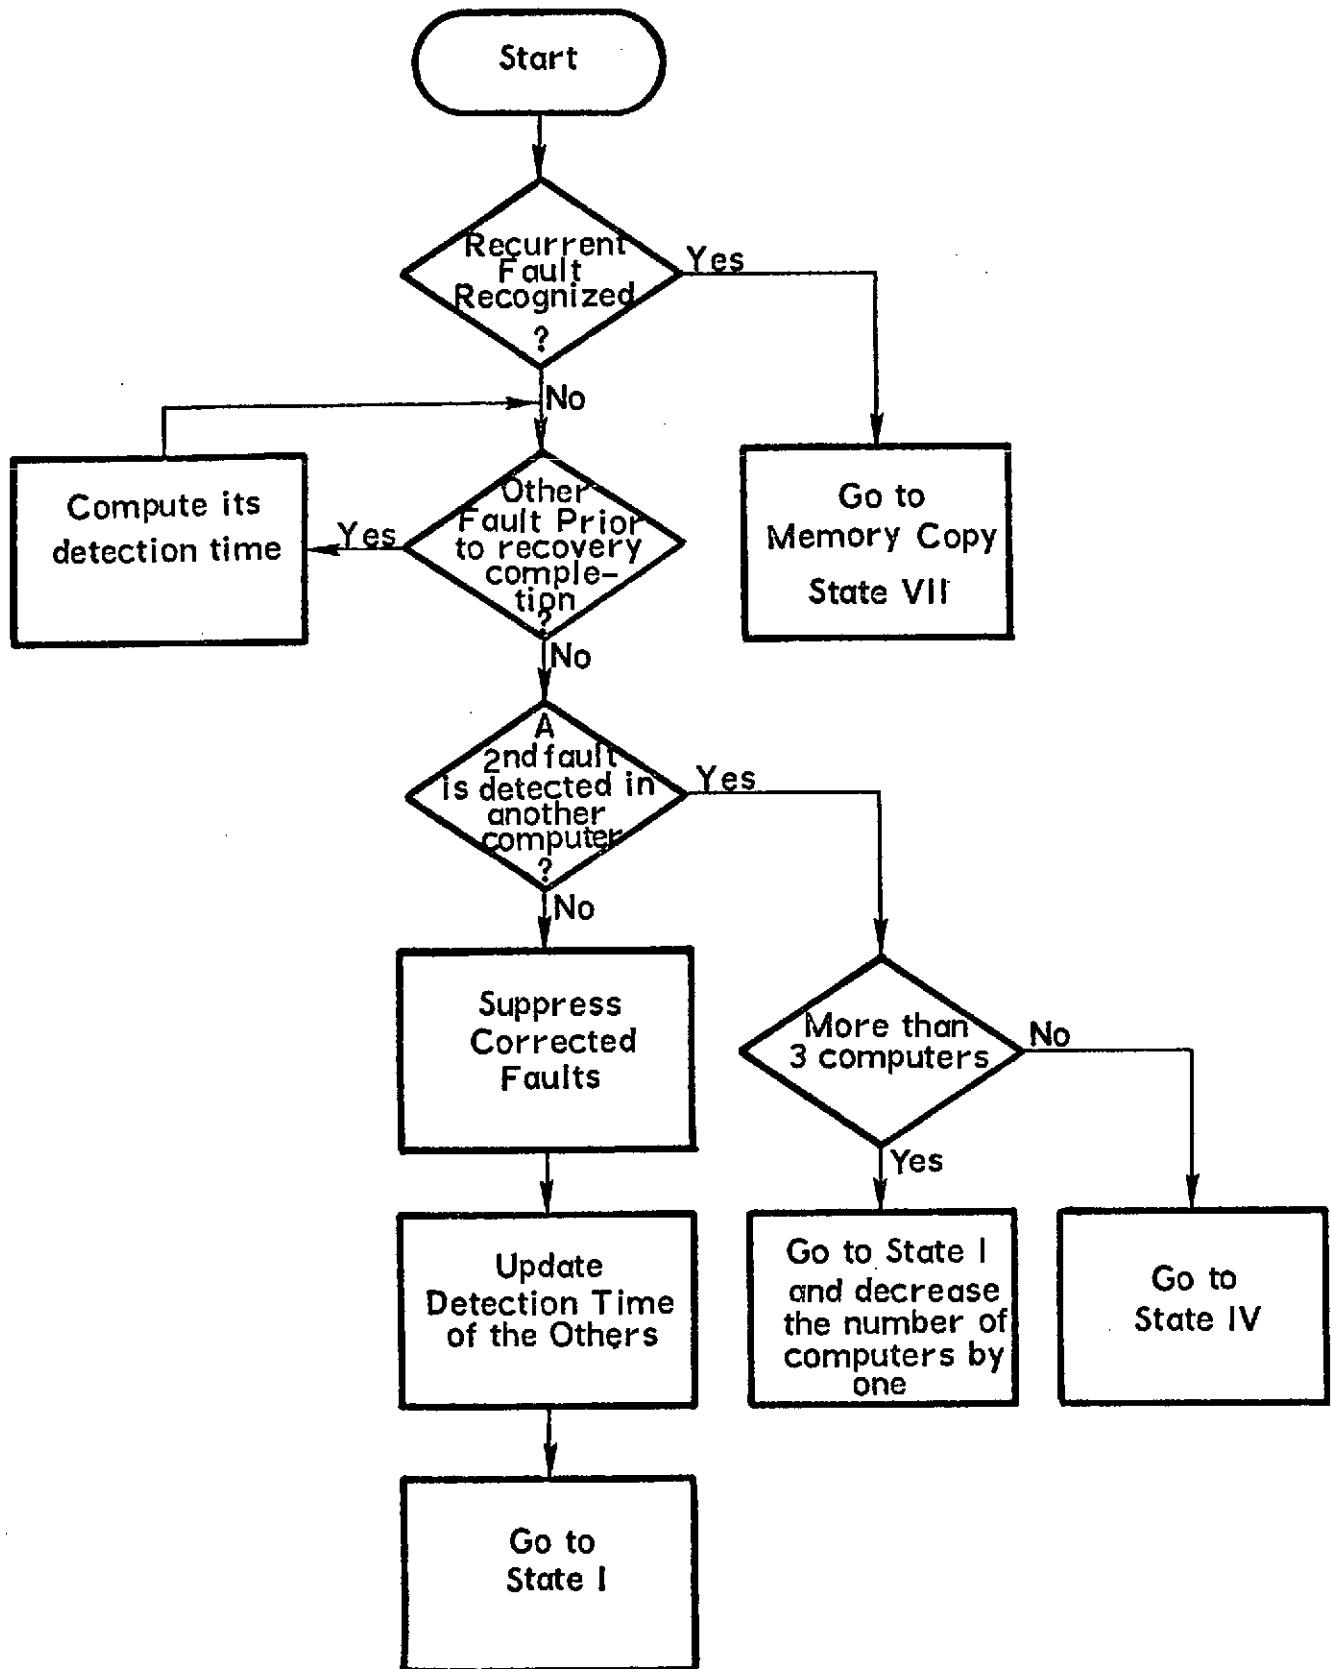 Start
Recurrent
Fault
Recognized
?
Yes
No
Compute its
detection time
Yes
Other
Fault Prior
to recovery
comple-
tion
?
Go to
Memory Copy
State VII
No
A
2nd fault
is detected in
another
computer
?
Yes
No
Suppress
Corrected
Faults
More than
3 computers
No
Yes
Update
Detection Time
of the Others
Go to State I
and decrease
the number of
computers by
one
Go to
State IV
Go to
State I